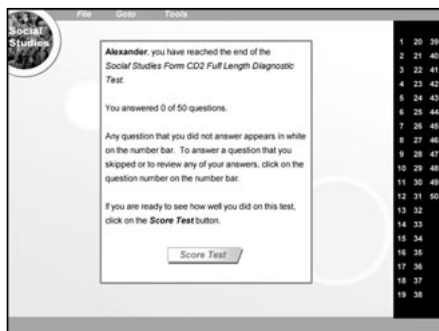 File Goto Tools
Social
Studies
Alexander, you have reached the end of the
Social Studies Form CD2 Full Length Diagnostic
Test.
You answered 0 of 50 questions.
Any question that you did not answer appears in white
on the number bar. To answer a question that you
skipped or to review any of your answers, click on the
question number on the number bar.
If you are ready to see how well you did on this test,
click on the Score Test button.
Score Test
1 20 39
2 21 40
3 22 41
4 23 42
5 24 43
6 25 44
7 26 45
8 27 46
9 28 47
10 29 48
11 30 49
12 31 50
13 32
14 33
15 34
16 35
17 36
18 37
19 38